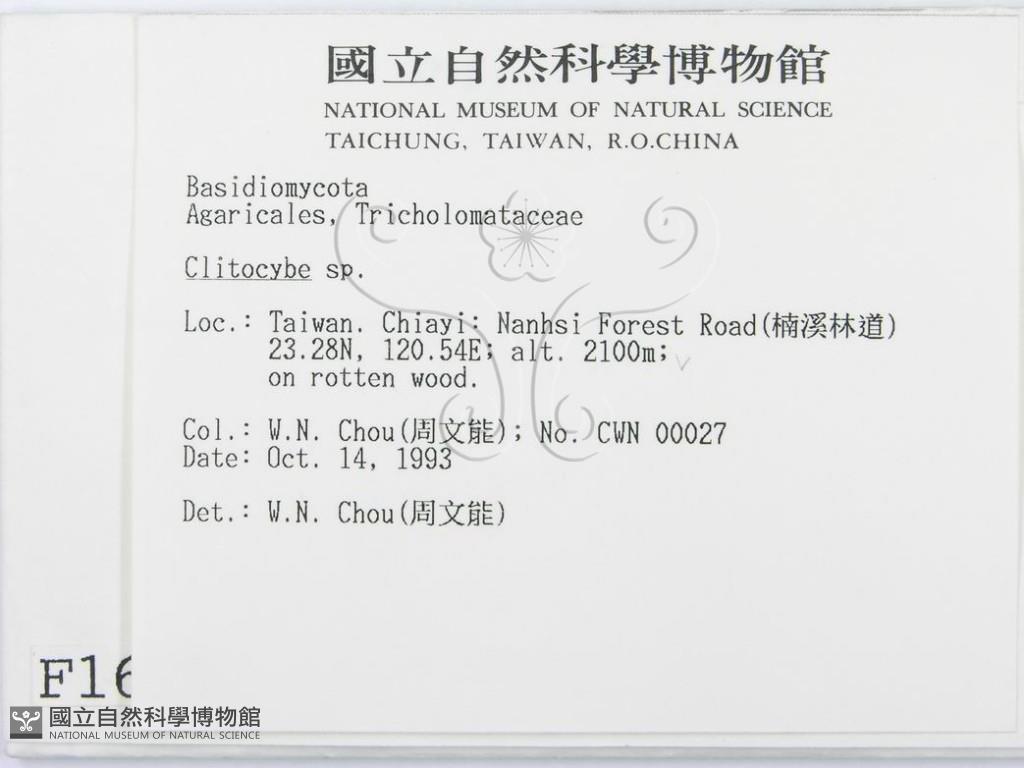 國立自然科學博物館
NATIONAL MUSEUM OF NATURAL SCIENCE
TAICHUNG, TAIWAN, R.O.CHINA
Basidiomycota
Agaricales, Tricholomataceae
Clitocybe sp.
Loc.: Taiwan. Chiayi: Nanhsi Forest Road(楠溪林道)
23.28N, 120.54E; alt. 2100m;
on rotten wood.
Col.: W.N. Chou(周文能); No. CWN 00027
Date: Oct. 14, 1993
Det.: W.N. Chou(周文能)
F16
國立自然科學博物館
NATIONAL MUSEUM OF NATURAL SCIENCE